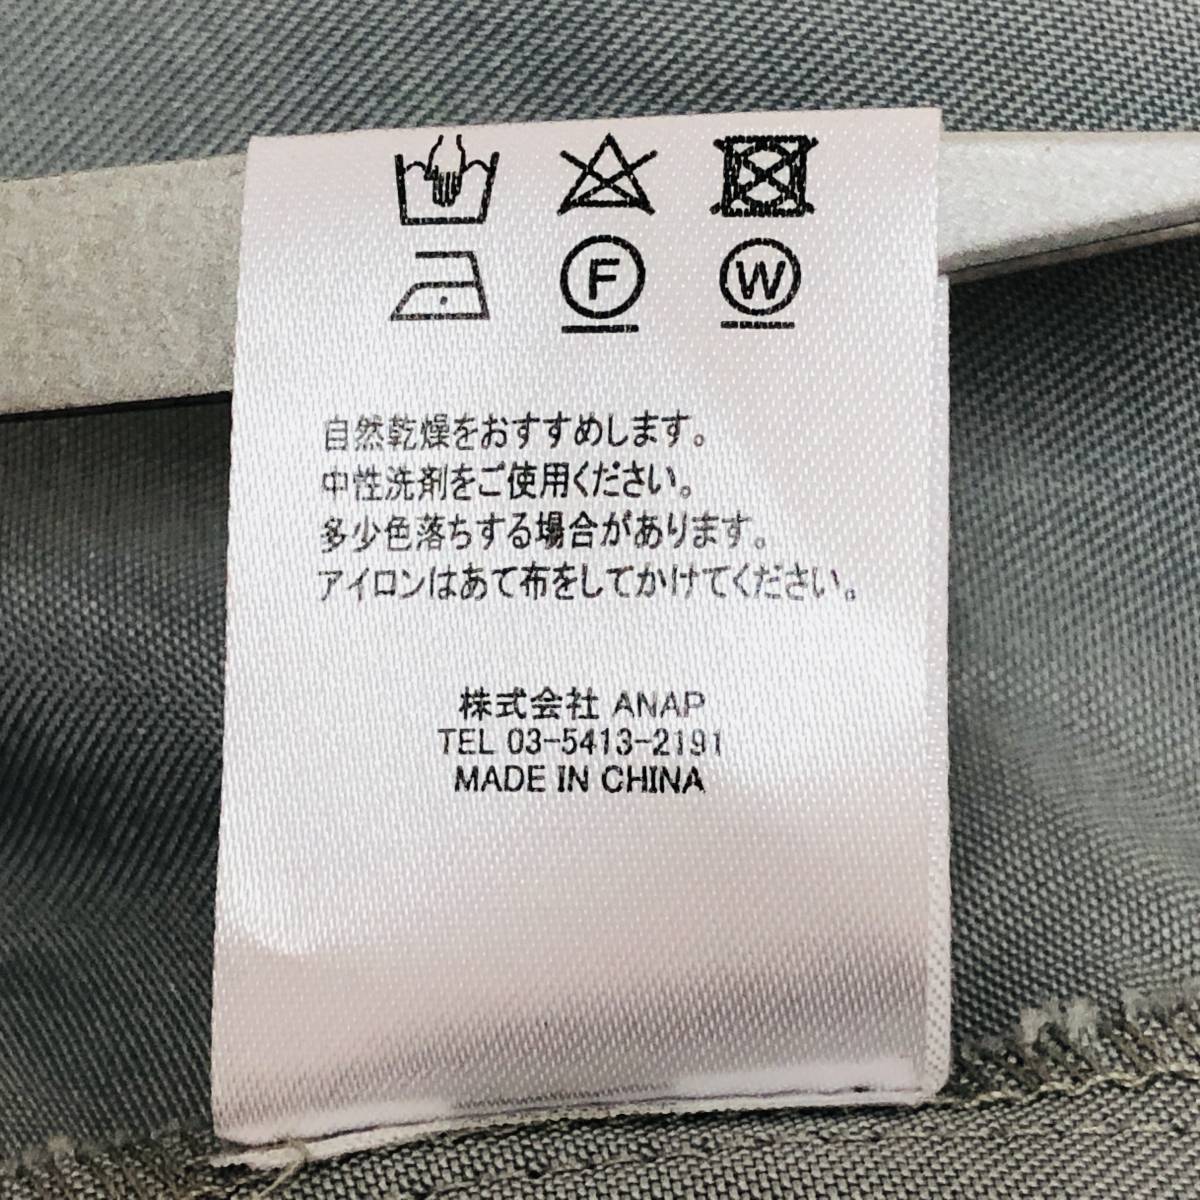 F W
自然乾燥をおすすめします。
中性洗剤をご使用ください。
多少色落ちする場合があります。
アイロンはあて布をしてかけてください。
株式会社 ANAP
TEL 03-5413-2191
MADE IN CHINA